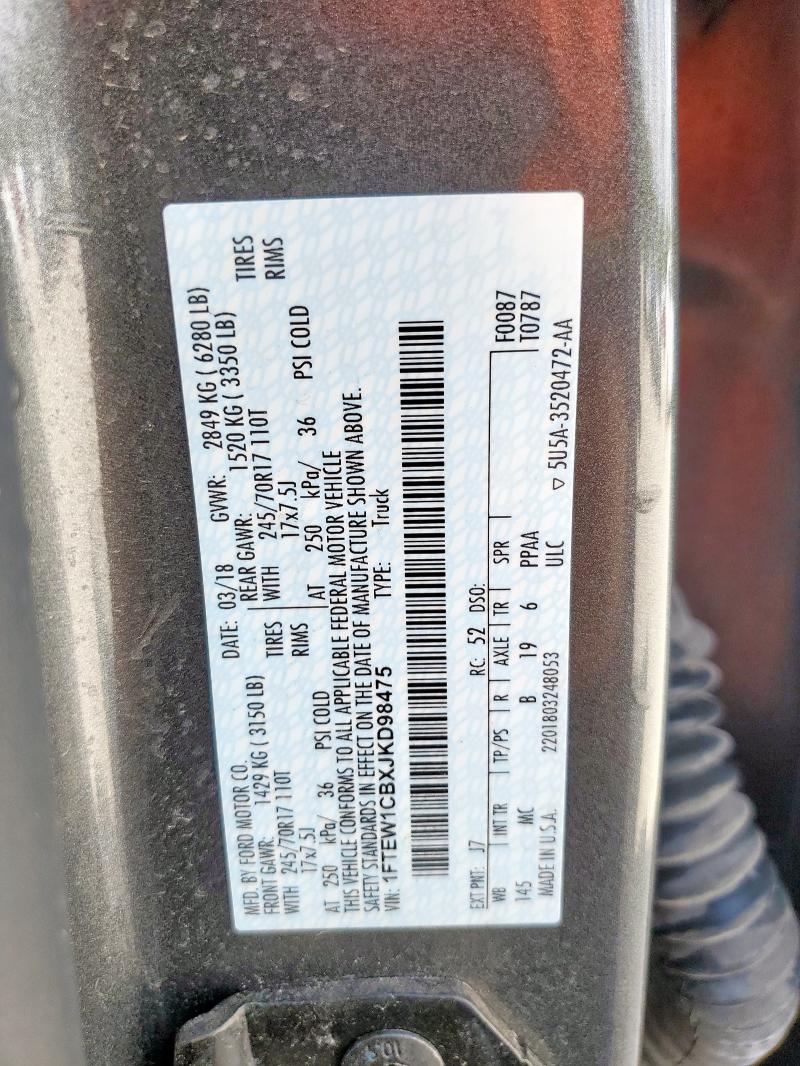 MFD. BY FORD MOTOR CO.
DATE: 03/18 GVWR: 2849 KG ( 6280 LB)
FRONT GAWR: 1429 KG ( 3150 LB)
REAR GAWR: 1520 KG ( 3350 LB)
WITH 245/70R17 110T TIRES
WITH 245/70R17 110T TIRES
17x7.5J RIMS
17x7.5J RIMS
AT 250 kPa/ 36 PSI COLD
AT 250 kPa/ 36 PSI COLD
THIS VEHICLE CONFORMS TO ALL APPLICABLE FEDERAL MOTOR VEHICLE
SAFETY STANDARDS IN EFFECT ON THE DATE OF MANUFACTURE SHOWN ABOVE.
VIN: 1FTEW1CBXJKD98475 TYPE: Truck
F0087
T0787
EXT PNT: J7 RC: 52 DSO:
WB INT TR TP/PS R AXLE TR SPR
145 MC B 19 6 PPAA
ULC
MADE IN U.S.A. 2201803248053
▽ 5U5A-3520472-AA
10.9